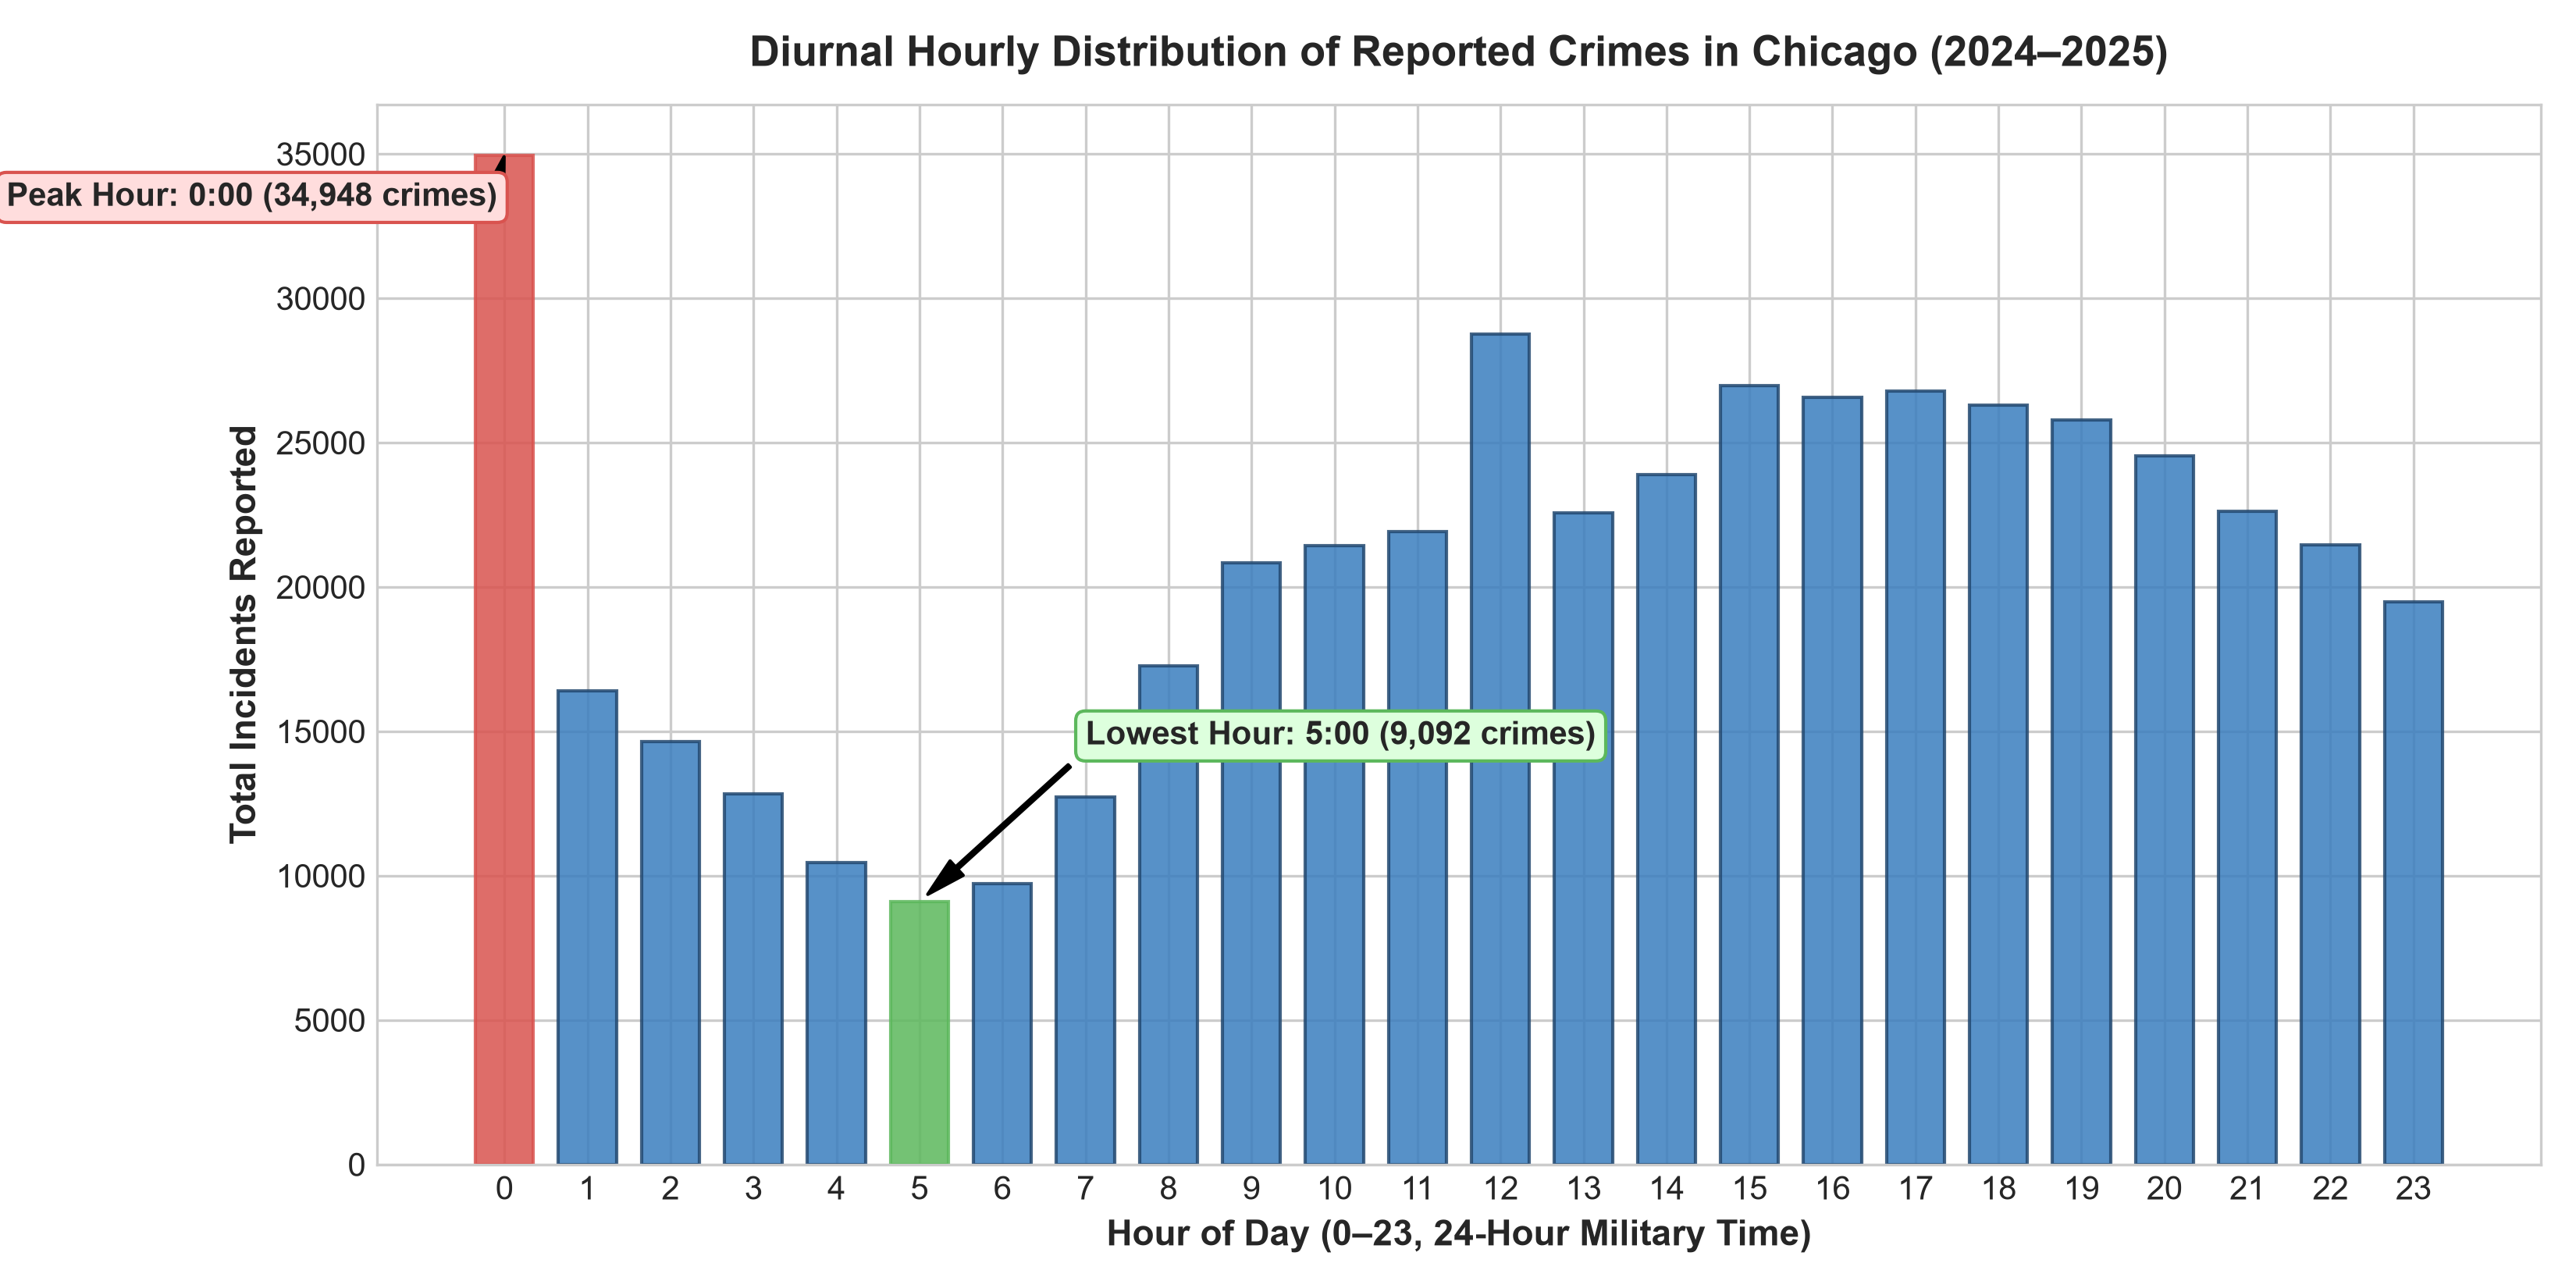 Diurnal Hourly Distribution of Reported Crimes in Chicago (2024–2025)
35000
Peak Hour: 0:00 (34,948 crimes)
30000
25000
20000
15000
10000
5000
0
Total Incidents Reported
Lowest Hour: 5:00 (9,092 crimes)
0 1 2 3 4 5 6 7 8 9 10 11 12 13 14 15 16 17 18 19 20 21 22 23
Hour of Day (0–23, 24-Hour Military Time)